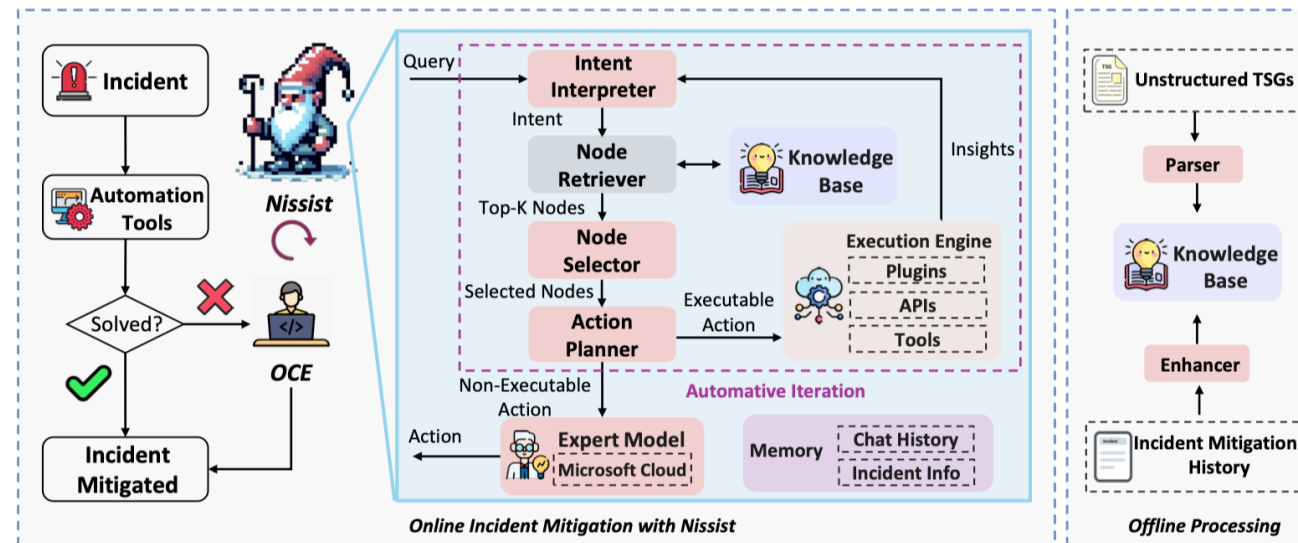 Incident
Automation
Tools
Solved?
Incident
Mitigated
Nissist
</>
OCE
Query
Intent
Interpreter
Intent
Node
Retriever
Knowledge
Base
Insights
Top-K Nodes
Node
Selector
Selected Nodes
Action
Planner
Executable
Action
Execution Engine
Plugins
APIs
Tools
Automative Iteration
Non-Executable
Action
Action
Expert Model
Microsoft Cloud
Memory
Chat History
Incident Info
Online Incident Mitigation with Nissist
TSG
Unstructured TSGs
Parser
Knowledge
Base
Enhancer
Incident
Incident Mitigation
History
Offline Processing